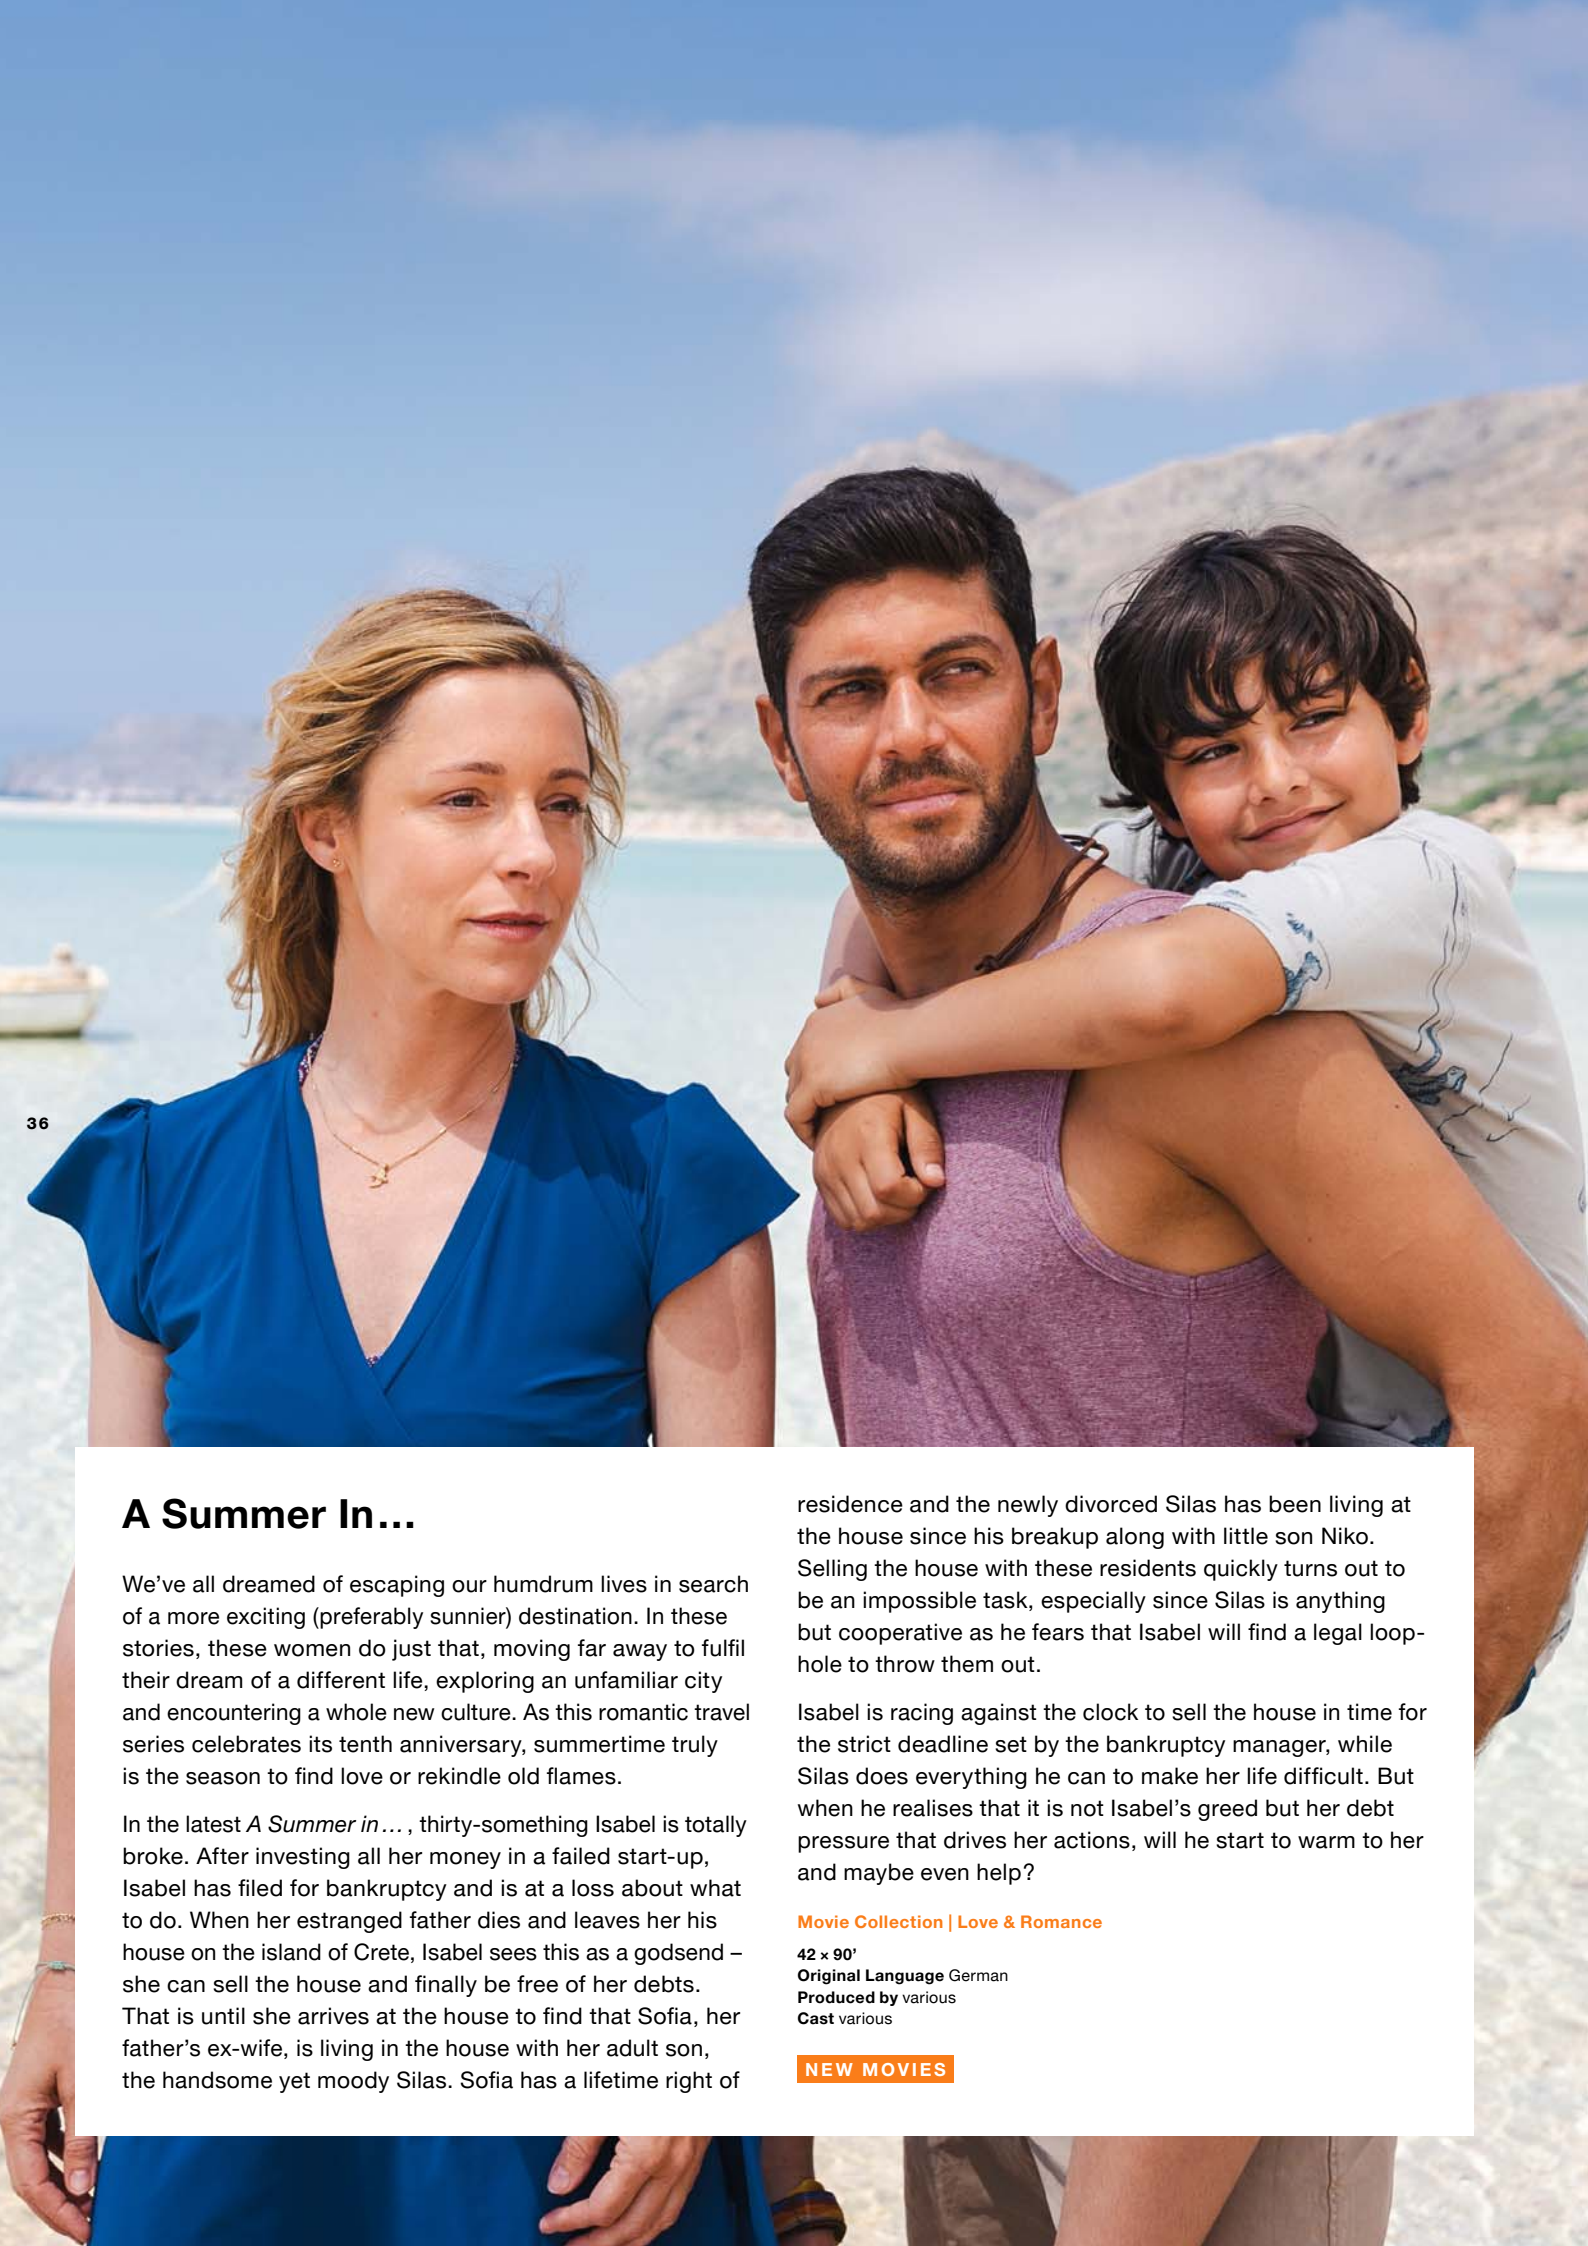 36
A Summer In…
We’ve all dreamed of escaping our humdrum lives in search
of a more exciting (preferably sunnier) destination. In these
stories, these women do just that, moving far away to fulfil
their dream of a different life, exploring an unfamiliar city
and encountering a whole new culture. As this romantic travel
series celebrates its tenth anniversary, summertime truly
is the season to find love or rekindle old flames.
In the latest A Summer in… , thirty-something Isabel is totally
broke. After investing all her money in a failed start-up,
Isabel has filed for bankruptcy and is at a loss about what
to do. When her estranged father dies and leaves her his
house on the island of Crete, Isabel sees this as a godsend –
she can sell the house and finally be free of her debts.
That is until she arrives at the house to find that Sofia, her
father’s ex-wife, is living in the house with her adult son,
the handsome yet moody Silas. Sofia has a lifetime right of
residence and the newly divorced Silas has been living at
the house since his breakup along with little son Niko.
Selling the house with these residents quickly turns out to
be an impossible task, especially since Silas is anything
but cooperative as he fears that Isabel will find a legal loop-
hole to throw them out.
Isabel is racing against the clock to sell the house in time for
the strict deadline set by the bankruptcy manager, while
Silas does everything he can to make her life difficult. But
when he realises that it is not Isabel’s greed but her debt
pressure that drives her actions, will he start to warm to her
and maybe even help?
Movie Collection | Love & Romance
42 × 90’
Original Language German
Produced by various
Cast various
NEW MOVIES